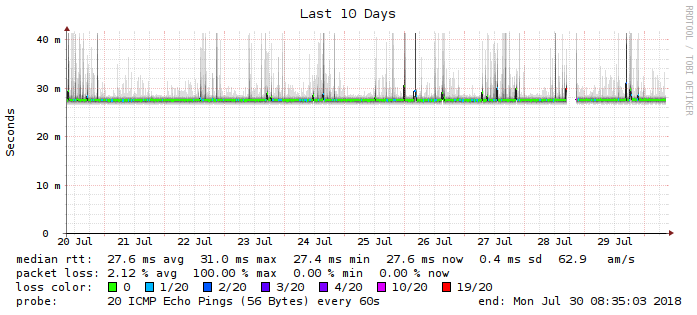 Last 10 Days
RRDTOOL / TOBI OETIKER
Seconds
40 m
30 m
20 m
10 m
0
20 Jul 21 Jul 22 Jul 23 Jul 24 Jul 25 Jul 26 Jul 27 Jul 28 Jul 29 Jul
median rtt: 27.6 ms avg 31.0 ms max 27.4 ms min 27.6 ms now 0.4 ms sd 62.9 am/s
packet loss: 2.12 % avg 100.00 % max 0.00 % min 0.00 % now
loss color: 0 1/20 2/20 3/20 4/20 10/20 19/20
probe: 20 ICMP Echo Pings (56 Bytes) every 60s end: Mon Jul 30 08:35:03 2018